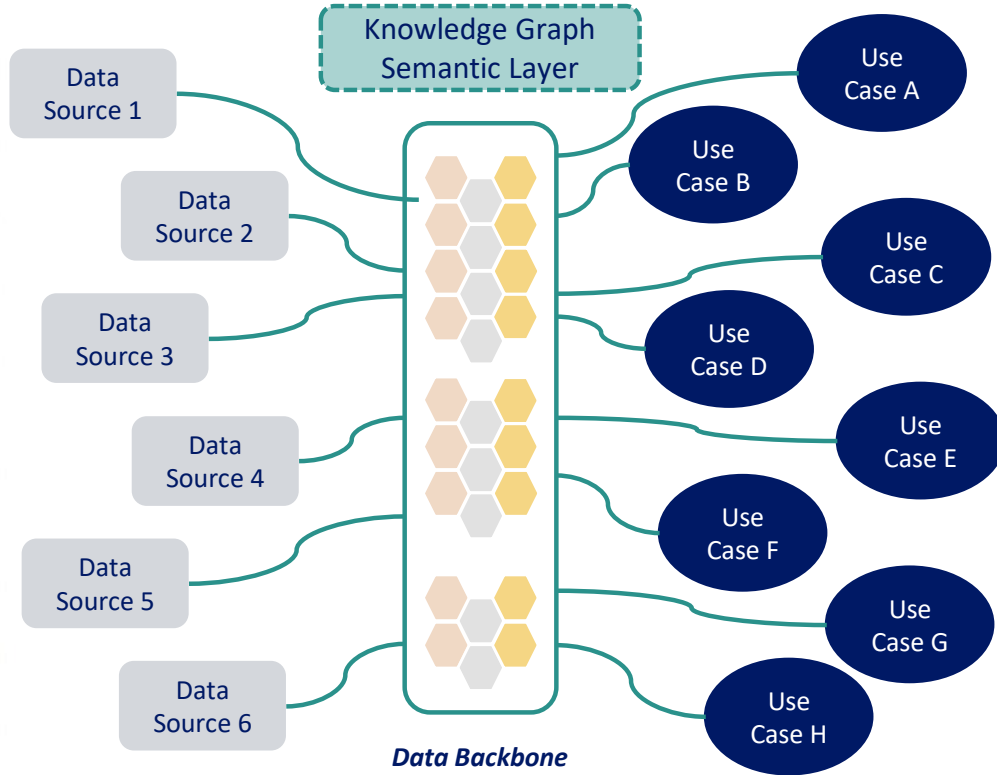 Knowledge Graph
Semantic Layer
Data
Source 1
Data
Source 2
Data
Source 3
Data
Source 4
Data
Source 5
Data
Source 6
Use
Case A
Use
Case B
Use
Case C
Use
Case D
Use
Case E
Use
Case F
Use
Case G
Use
Case H
Data Backbone